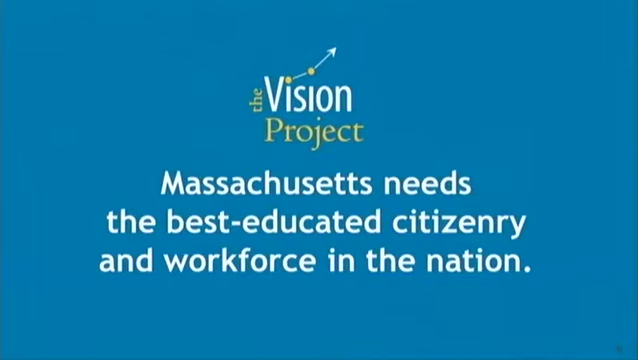 the Vision
Project
Massachusetts needs
the best-educated citizenry
and workforce in the nation.